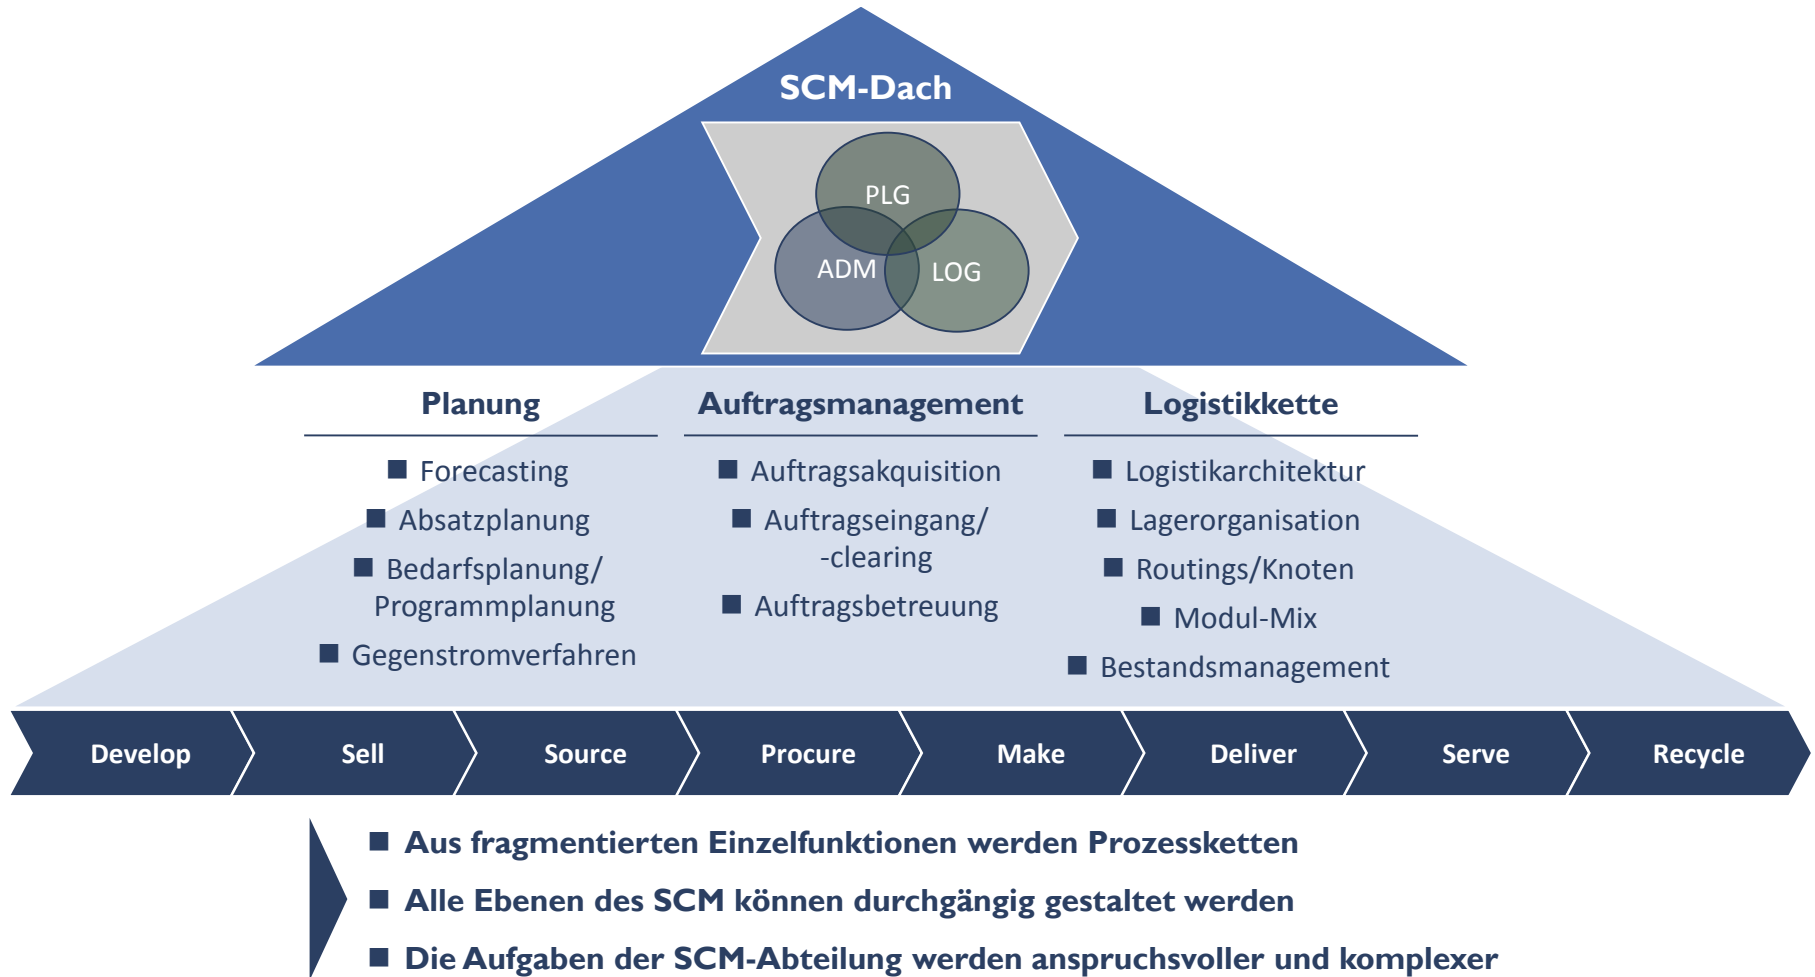 SCM-Dach
PLG
ADM
LOG
Planung
Forecasting
Absatzplanung
Bedarfsplanung/
Programmplanung
Gegenstromverfahren
Auftragsmanagement
Auftragsakquisition
Auftragseingang/
-clearing
Auftragsbetreuung
Logistikkette
Logistikarchitektur
Lagerorganisation
Routings/Knoten
Modul-Mix
Bestandsmanagement
Develop
Sell
Source
Procure
Make
Deliver
Serve
Recycle
Aus fragmentierten Einzelfunktionen werden Prozessketten
Alle Ebenen des SCM können durchgängig gestaltet werden
Die Aufgaben der SCM-Abteilung werden anspruchsvoller und komplexer